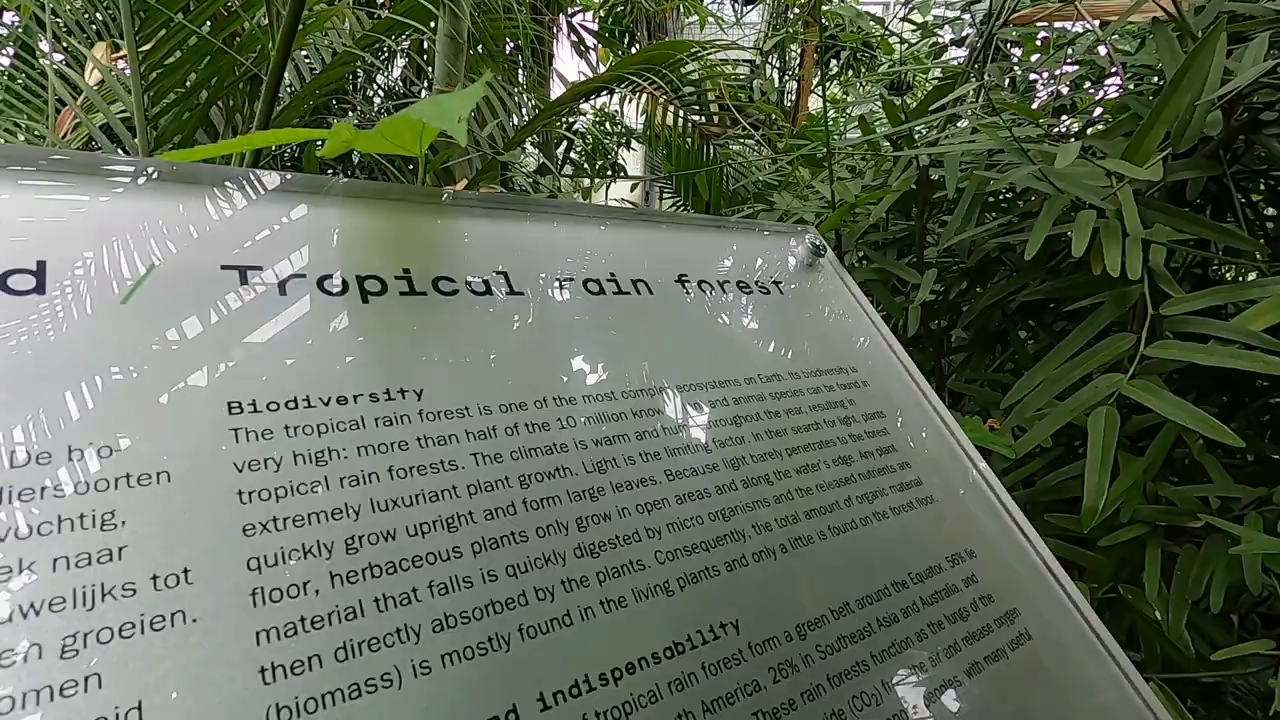 d / Tropical rain forest
De bio-
diersoorten
vochtig,
ek naar
uwelijks tot
en groeien.
omen
eid
Biodiversity
The tropical rain forest is one of the most complex ecosystems on Earth. Its biodiversity is
very high: more than half of the 10 million known and animal species can be found in
tropical rain forests. The climate is warm and humid throughout the year, resulting in
extremely luxuriant plant growth. Light is the limiting factor. In their search for light, plants
quickly grow upright and form large leaves. Because light barely penetrates to the forest
floor, herbaceous plants only grow in open areas and along the water's edge. Any plant
material that falls is quickly digested by micro organisms and the released nutrients are
then directly absorbed by the plants. Consequently, the total amount of organic material
(biomass) is mostly found in the living plants and only a little is found on the forest floor.
nd indispensability
of tropical rain forest form a green belt around the Equator. 56% lie
th America, 26% in Southeast Asia and Australia, and
These rain forests function as the lungs of the
ide (CO₂) from the air and release oxygen
peoples, with many useful